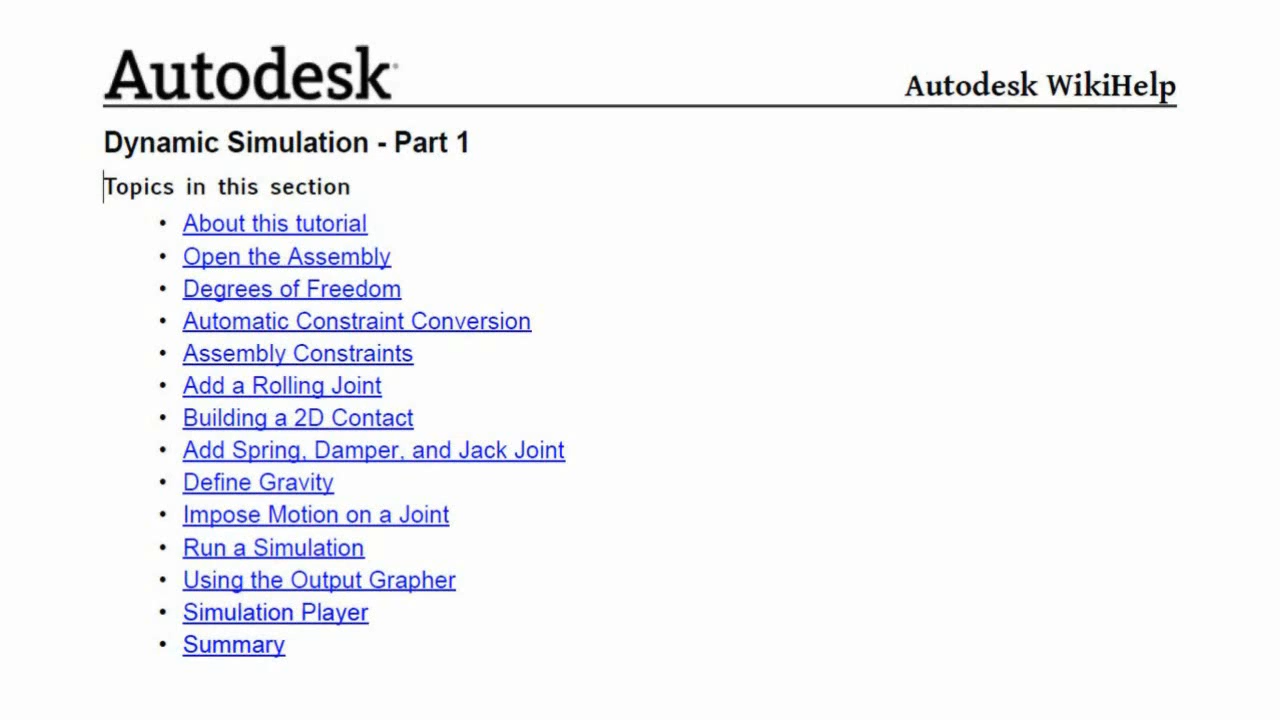 Autodesk
Autodesk WikiHelp
Dynamic Simulation - Part 1
Topics in this section
• About this tutorial
• Open the Assembly
• Degrees of Freedom
• Automatic Constraint Conversion
• Assembly Constraints
• Add a Rolling Joint
• Building a 2D Contact
• Add Spring, Damper, and Jack Joint
• Define Gravity
• Impose Motion on a Joint
• Run a Simulation
• Using the Output Grapher
• Simulation Player
• Summary